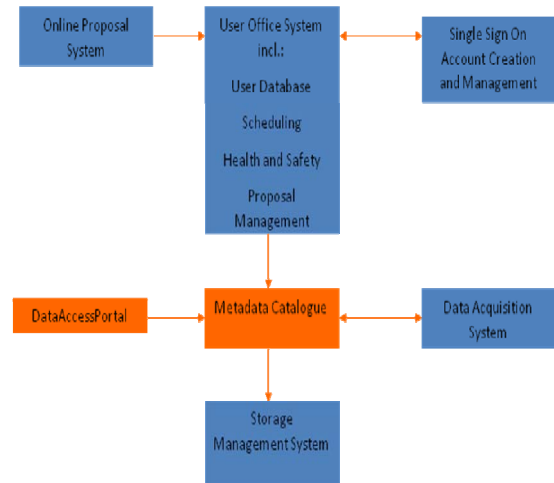 Online Proposal
System
User Office System
incl.:
User Database
Scheduling
Health and Safety
Proposal
Management
Single Sign On
Account Creation
and Management
DataAccessPortal
Metadata Catalogue
Data Acquisition
System
Storage
Management System